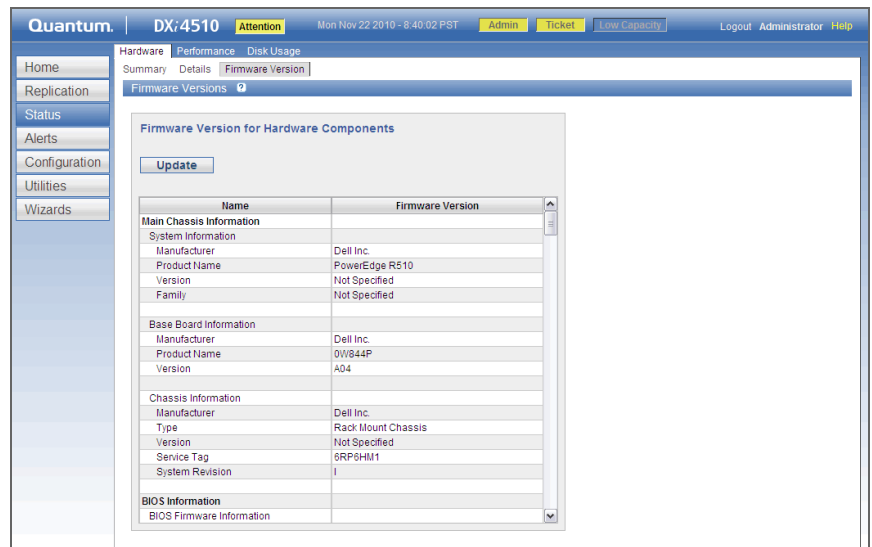 Quantum. DXi4510 Attention Mon Nov 22 2010 - 8:40:02 PST Admin Ticket Low Capacity Logout Administrator Help
Hardware Performance Disk Usage
Summary Details Firmware Version
Firmware Versions ?
Home
Replication
Status
Alerts
Configuration
Utilities
Wizards
Firmware Version for Hardware Components
Update
Name Firmware Version
Main Chassis Information
System Information
Manufacturer Dell Inc.
Product Name PowerEdge R510
Version Not Specified
Family Not Specified
Base Board Information
Manufacturer Dell Inc.
Product Name 0W844P
Version A04
Chassis Information
Manufacturer Dell Inc.
Type Rack Mount Chassis
Version Not Specified
Service Tag 6RP6HM1
System Revision I
BIOS Information
BIOS Firmware Information